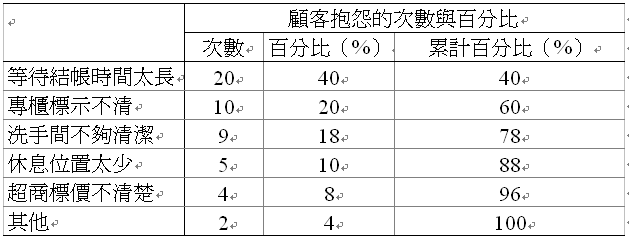 顧客抱怨的次數與百分比
次數 百分比（%） 累計百分比（%）
等待結帳時間太長 20 40 40
專櫃標示不清 10 20 60
洗手間不夠清潔 9 18 78
休息位置太少 5 10 88
超商標價不清楚 4 8 96
其他 2 4 100